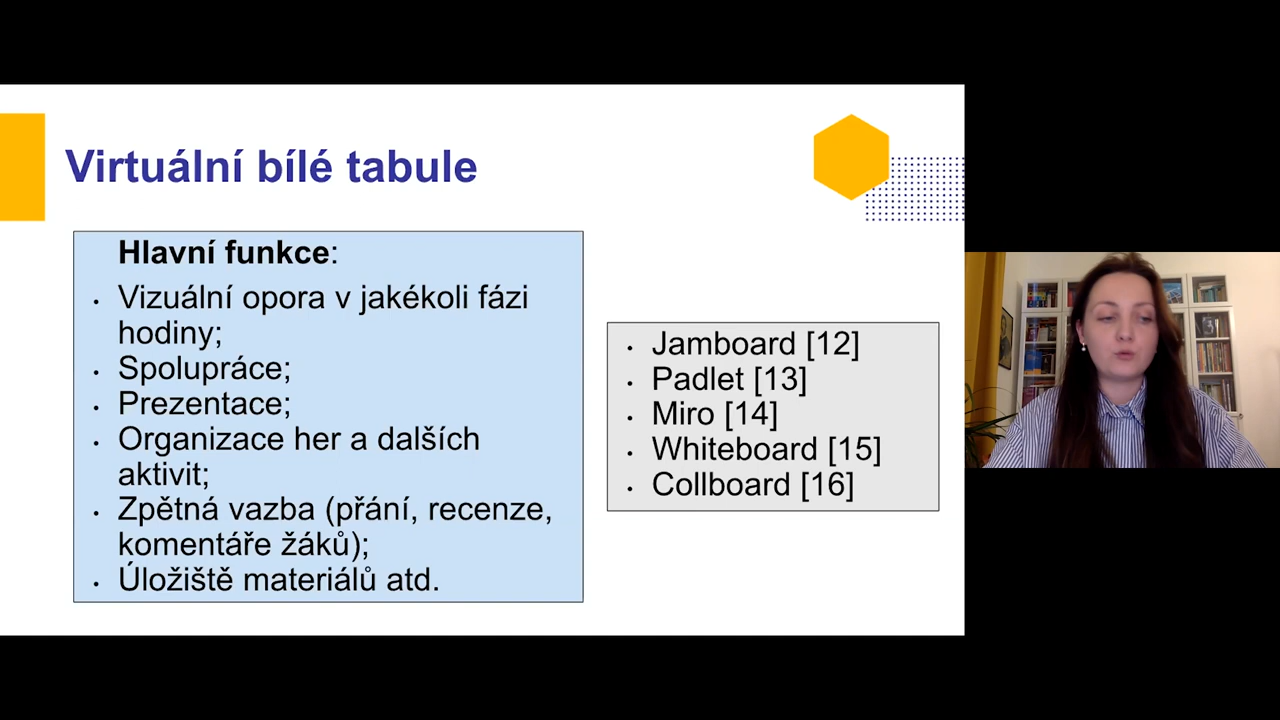 Virtuální bílé tabule
Hlavní funkce:
• Vizuální opora v jakékoli fázi
hodiny;
• Spolupráce;
• Prezentace;
• Organizace her a dalších
aktivit;
• Zpětná vazba (přání, recenze,
komentáře žáků);
• Úložiště materiálů atd.
• Jamboard [12]
• Padlet [13]
• Miro [14]
• Whiteboard [15]
• Collboard [16]